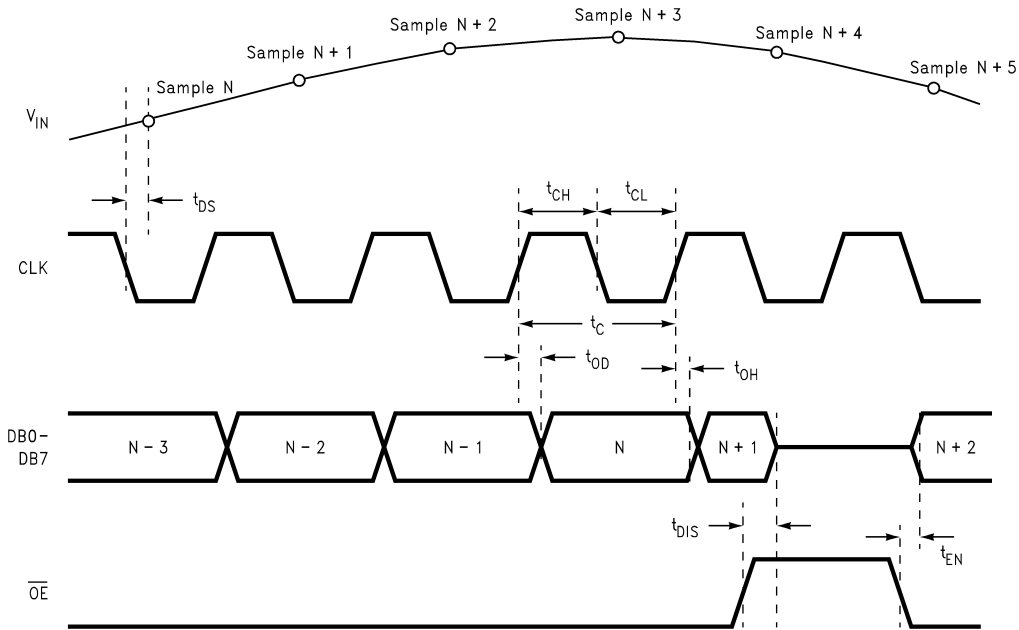 Sample N
Sample N + 1
Sample N + 2
Sample N + 3
Sample N + 4
Sample N + 5
VIN
tDS
tCH
tCL
CLK
tC
tOD
tOH
DB0-
DB7
N - 3
N - 2
N - 1
N
N + 1
N + 2
tDIS
tEN
OE